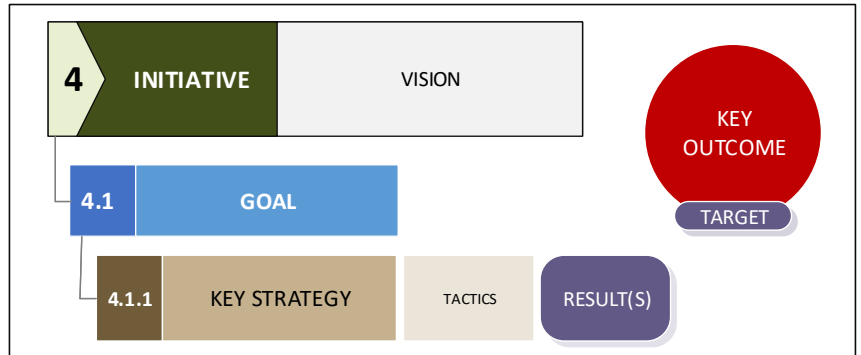 4
INITIATIVE
VISION
KEY
OUTCOME
TARGET
4.1
GOAL
4.1.1
KEY STRATEGY
TACTICS
RESULT(S)